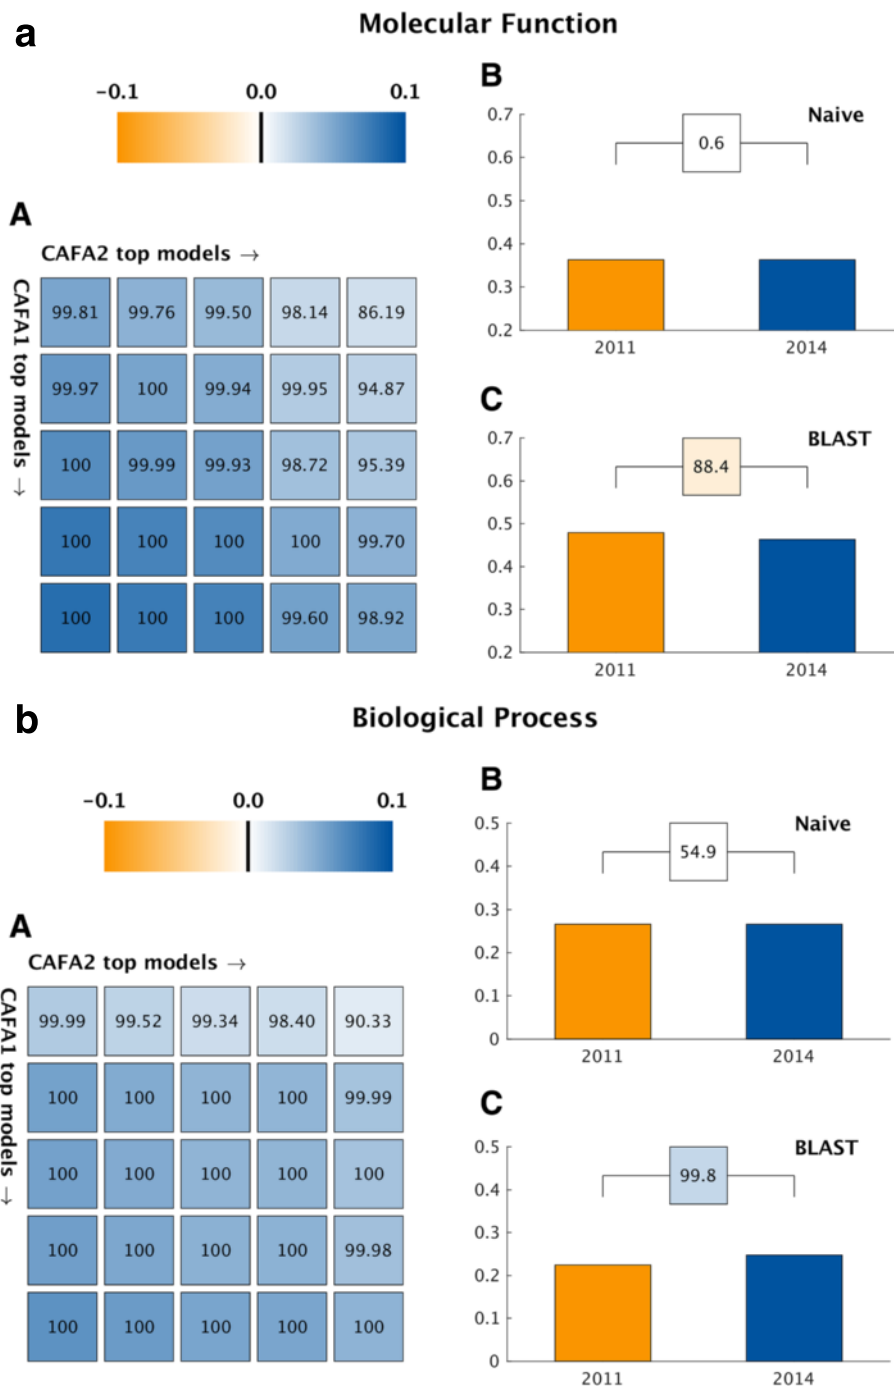 a
Molecular Function
−0.1 0.0 0.1
A
CAFA2 top models →
CAFA1 top models →
99.81 99.76 99.50 98.14 86.19
99.97 100 99.94 99.95 94.87
100 99.99 99.93 98.72 95.39
100 100 100 100 99.70
100 100 100 99.60 98.92
B
Naive
0.6
0.7
0.6
0.5
0.4
0.3
0.2
2011 2014
C
BLAST
88.4
0.7
0.6
0.5
0.4
0.3
0.2
2011 2014
b
Biological Process
−0.1 0.0 0.1
A
CAFA2 top models →
CAFA1 top models →
99.99 99.52 99.34 98.40 90.33
100 100 100 100 99.99
100 100 100 100 100
100 100 100 100 99.98
100 100 100 100 100
B
Naive
54.9
0.5
0.4
0.3
0.2
0.1
0
2011 2014
C
BLAST
99.8
0.5
0.4
0.3
0.2
0.1
0
2011 2014